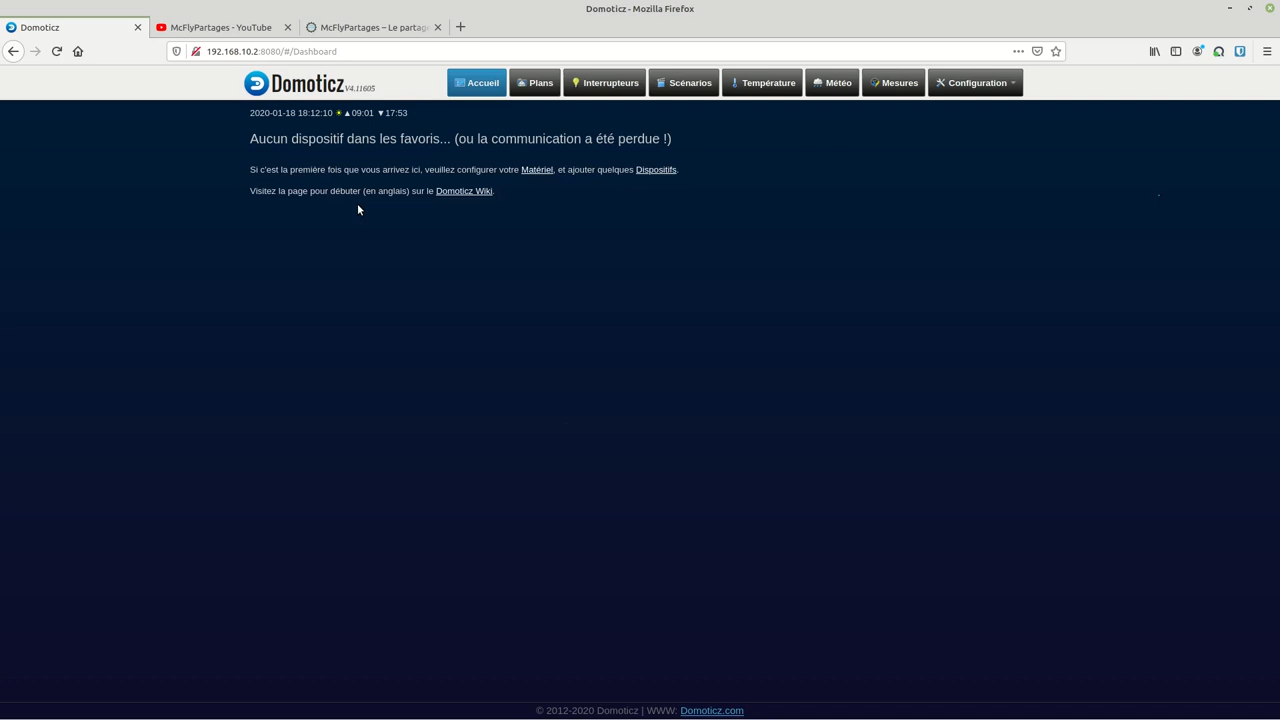 Domoticz - Mozilla Firefox
Domoticz
McFlyPartages - YouTube
McFlyPartages – Le partage
192.168.10.2:8080/#/Dashboard
Domoticz V4.11605
Accueil
Plans
Interrupteurs
Scénarios
Température
Météo
Mesures
Configuration
2020-01-18 18:12:10 ☀▲09:01 ▼17:53
Aucun dispositif dans les favoris... (ou la communication a été perdue !)
Si c'est la première fois que vous arrivez ici, veuillez configurer votre Matériel, et ajouter quelques Dispositifs.
Visitez la page pour débuter (en anglais) sur le Domoticz Wiki.
© 2012-2020 Domoticz | WWW: Domoticz.com